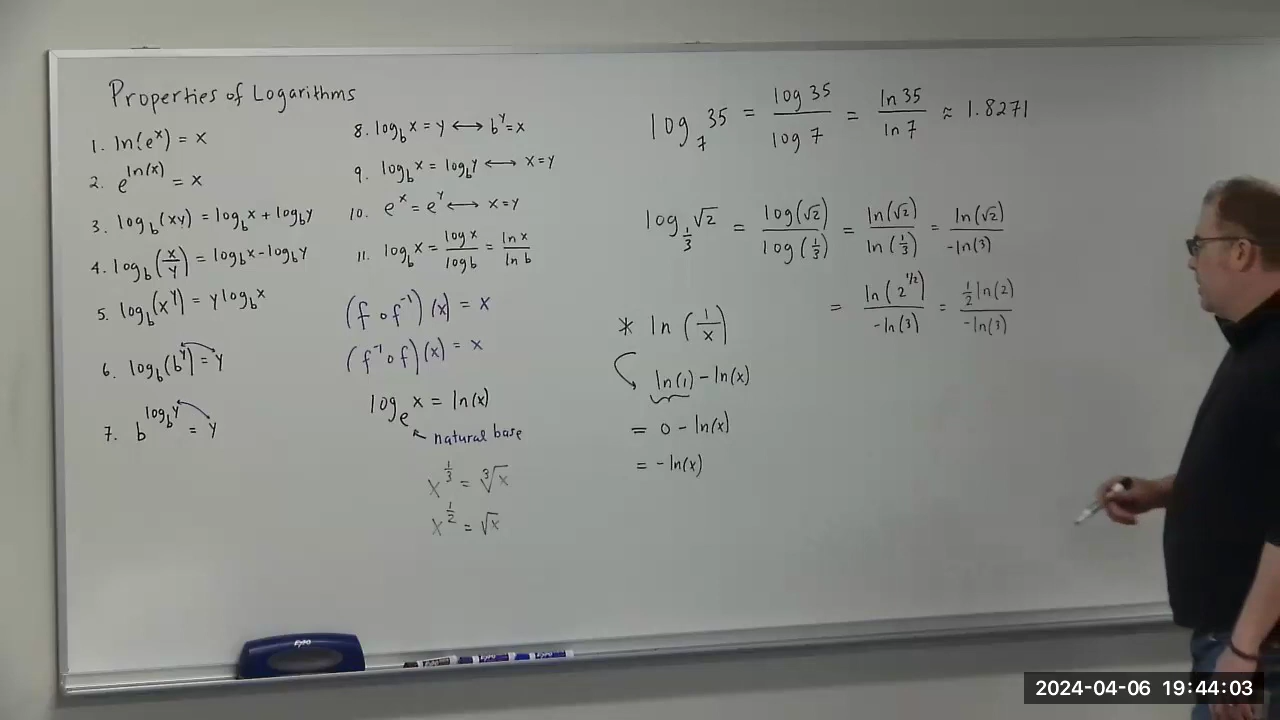 Properties of Logarithms
1. ln(e^x) = x
2. e^ln(x) = x
3. log_b(xy) = log_b x + log_b y
4. log_b(x/y) = log_b x - log_b y
5. log_b(x^y) = y log_b x
6. log_b(b^y) = y
7. b^log_b y = y
8. log_b x = y ⟷ b^y = x
9. log_b x = log_b y ⟷ x = y
10. e^x = e^y ⟷ x = y
11. log_b x = log x / log b = ln x / ln b
(f ∘ f^-1)(x) = x
(f^-1 ∘ f)(x) = x
log_e x = ln(x)
natural base
x^1/3 = ∛x
x^1/2 = √x
log_7 35 = log 35 / log 7 = ln 35 / ln 7 ≈ 1.8271
log_1/3 √2 = log(√2) / log(1/3) = ln(√2) / ln(1/3) = ln(√2) / -ln(3)
= ln(2^1/2) / -ln(3) = 1/2 ln(2) / -ln(3)
* ln(1/x)
ln(1) - ln(x)
= 0 - ln(x)
= -ln(x)
EXPO
2024-04-06 19:44:03